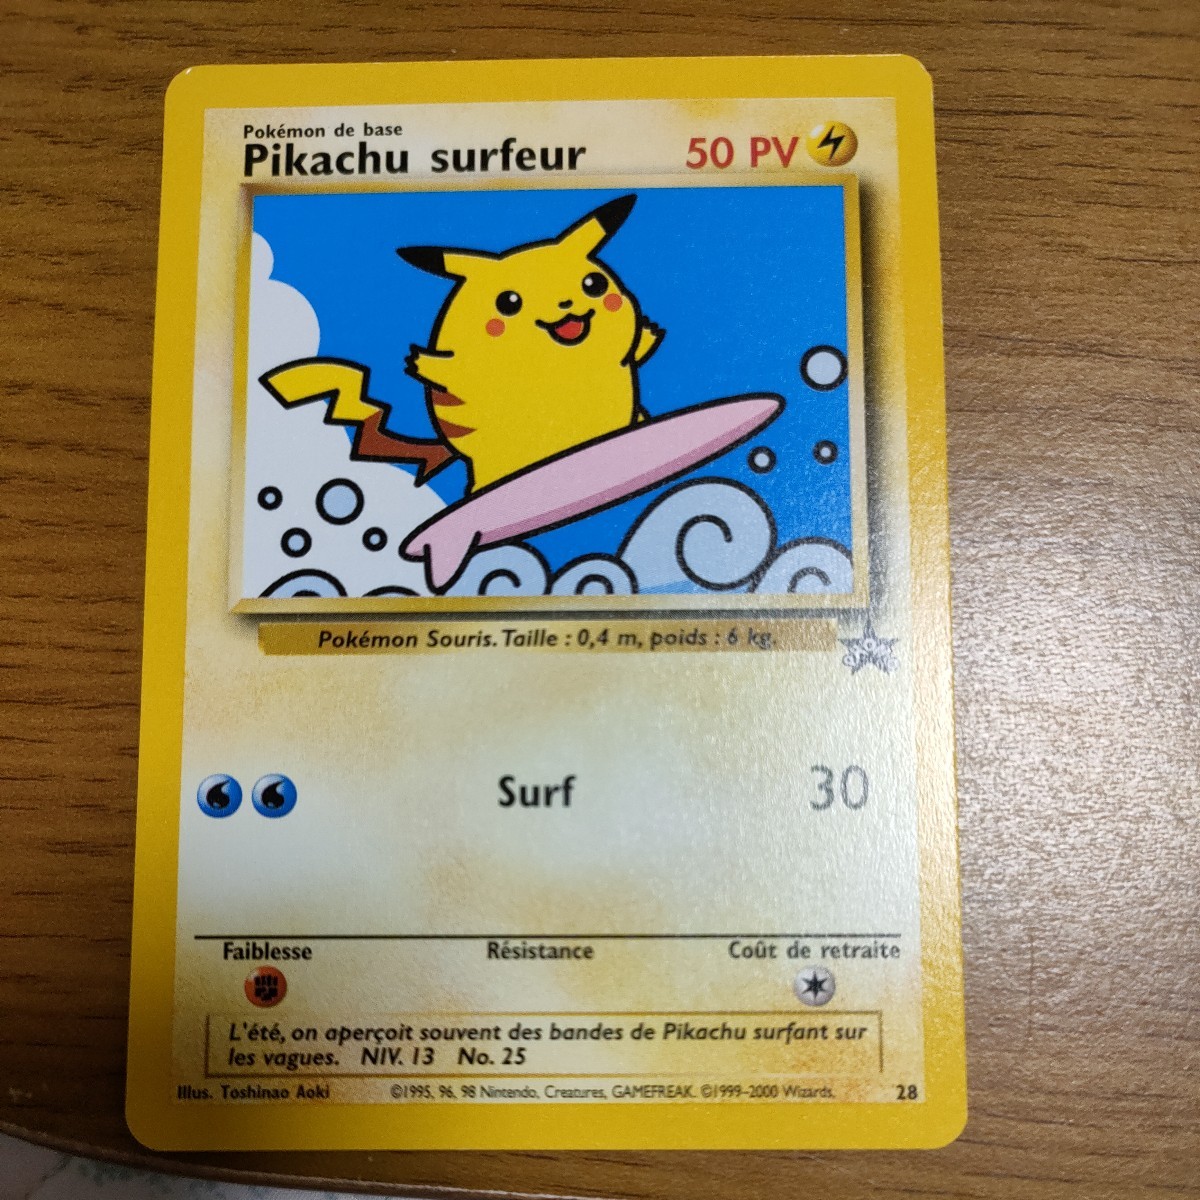 Pokémon de base
Pikachu surfeur 50 PV
Pokémon Souris. Taille : 0,4 m, poids : 6 kg.
Surf 30
Faiblesse Résistance Coût de retraite
L'été, on aperçoit souvent des bandes de Pikachu surfant sur
les vagues. NIV. 13 No. 25
Illus. Toshinao Aoki ©1995, 96, 98 Nintendo, Creatures, GAMEFREAK. ©1999–2000 Wizards. 28